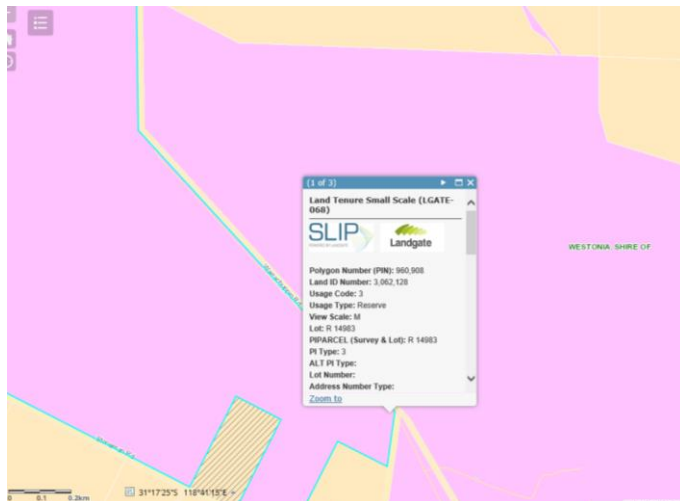 (1 of 3)
Land Tenure Small Scale (LGATE-
068)
SLIP
Landgate
Polygon Number (PIN): 960,908
Land ID Number: 3,062,128
Usage Code: 3
Usage Type: Reserve
View Scale: M
Lot: R 14983
PIPARCEL (Survey & Lot): R 14983
PI Type: 3
ALT PI Type:
Lot Number:
Address Number Type:
Zoom to
WESTONIA, SHIRE OF
0 0.1 0.2km
31°17'25"S 118°41'15"E